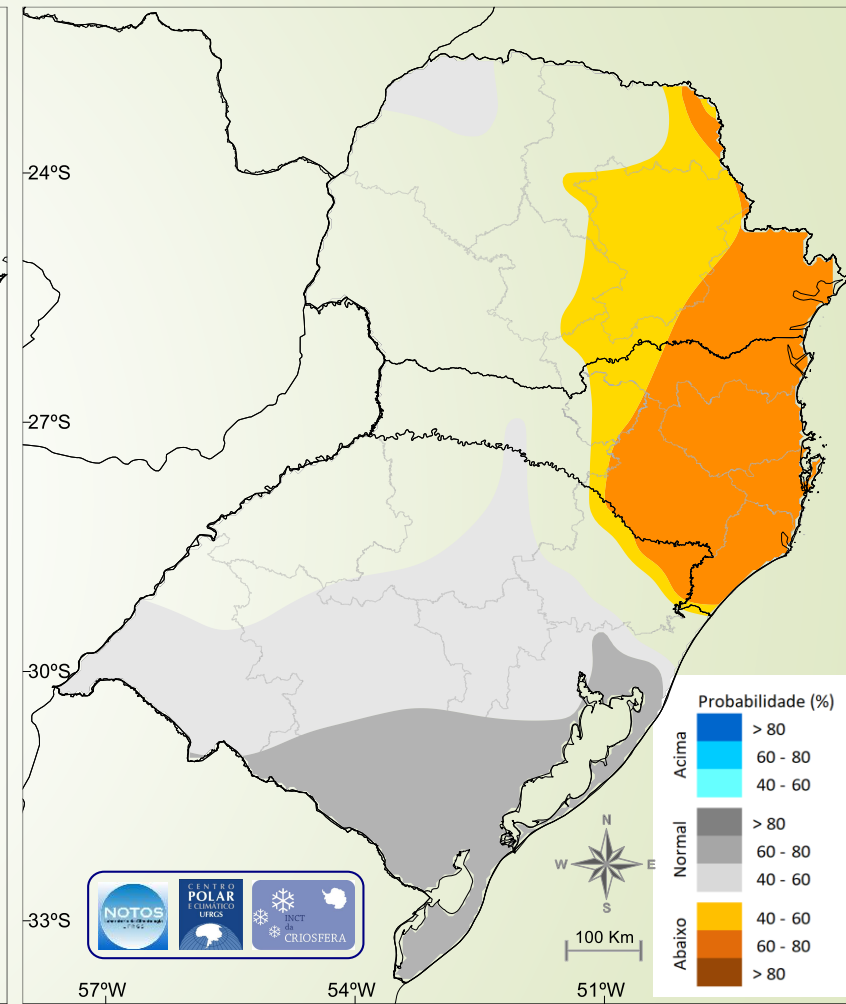 24ºS
27ºS
30ºS
33ºS
57ºW
54ºW
51ºW
N
W
E
S
100 Km
NOTOS
UFRGS
CENTRO
POLAR
E CLIMÁTICO
UFRGS
INCT
da
CRIOSFERA
Probabilidade (%)
Acima
> 80
60 - 80
40 - 60
Normal
> 80
60 - 80
40 - 60
Abaixo
40 - 60
60 - 80
> 80